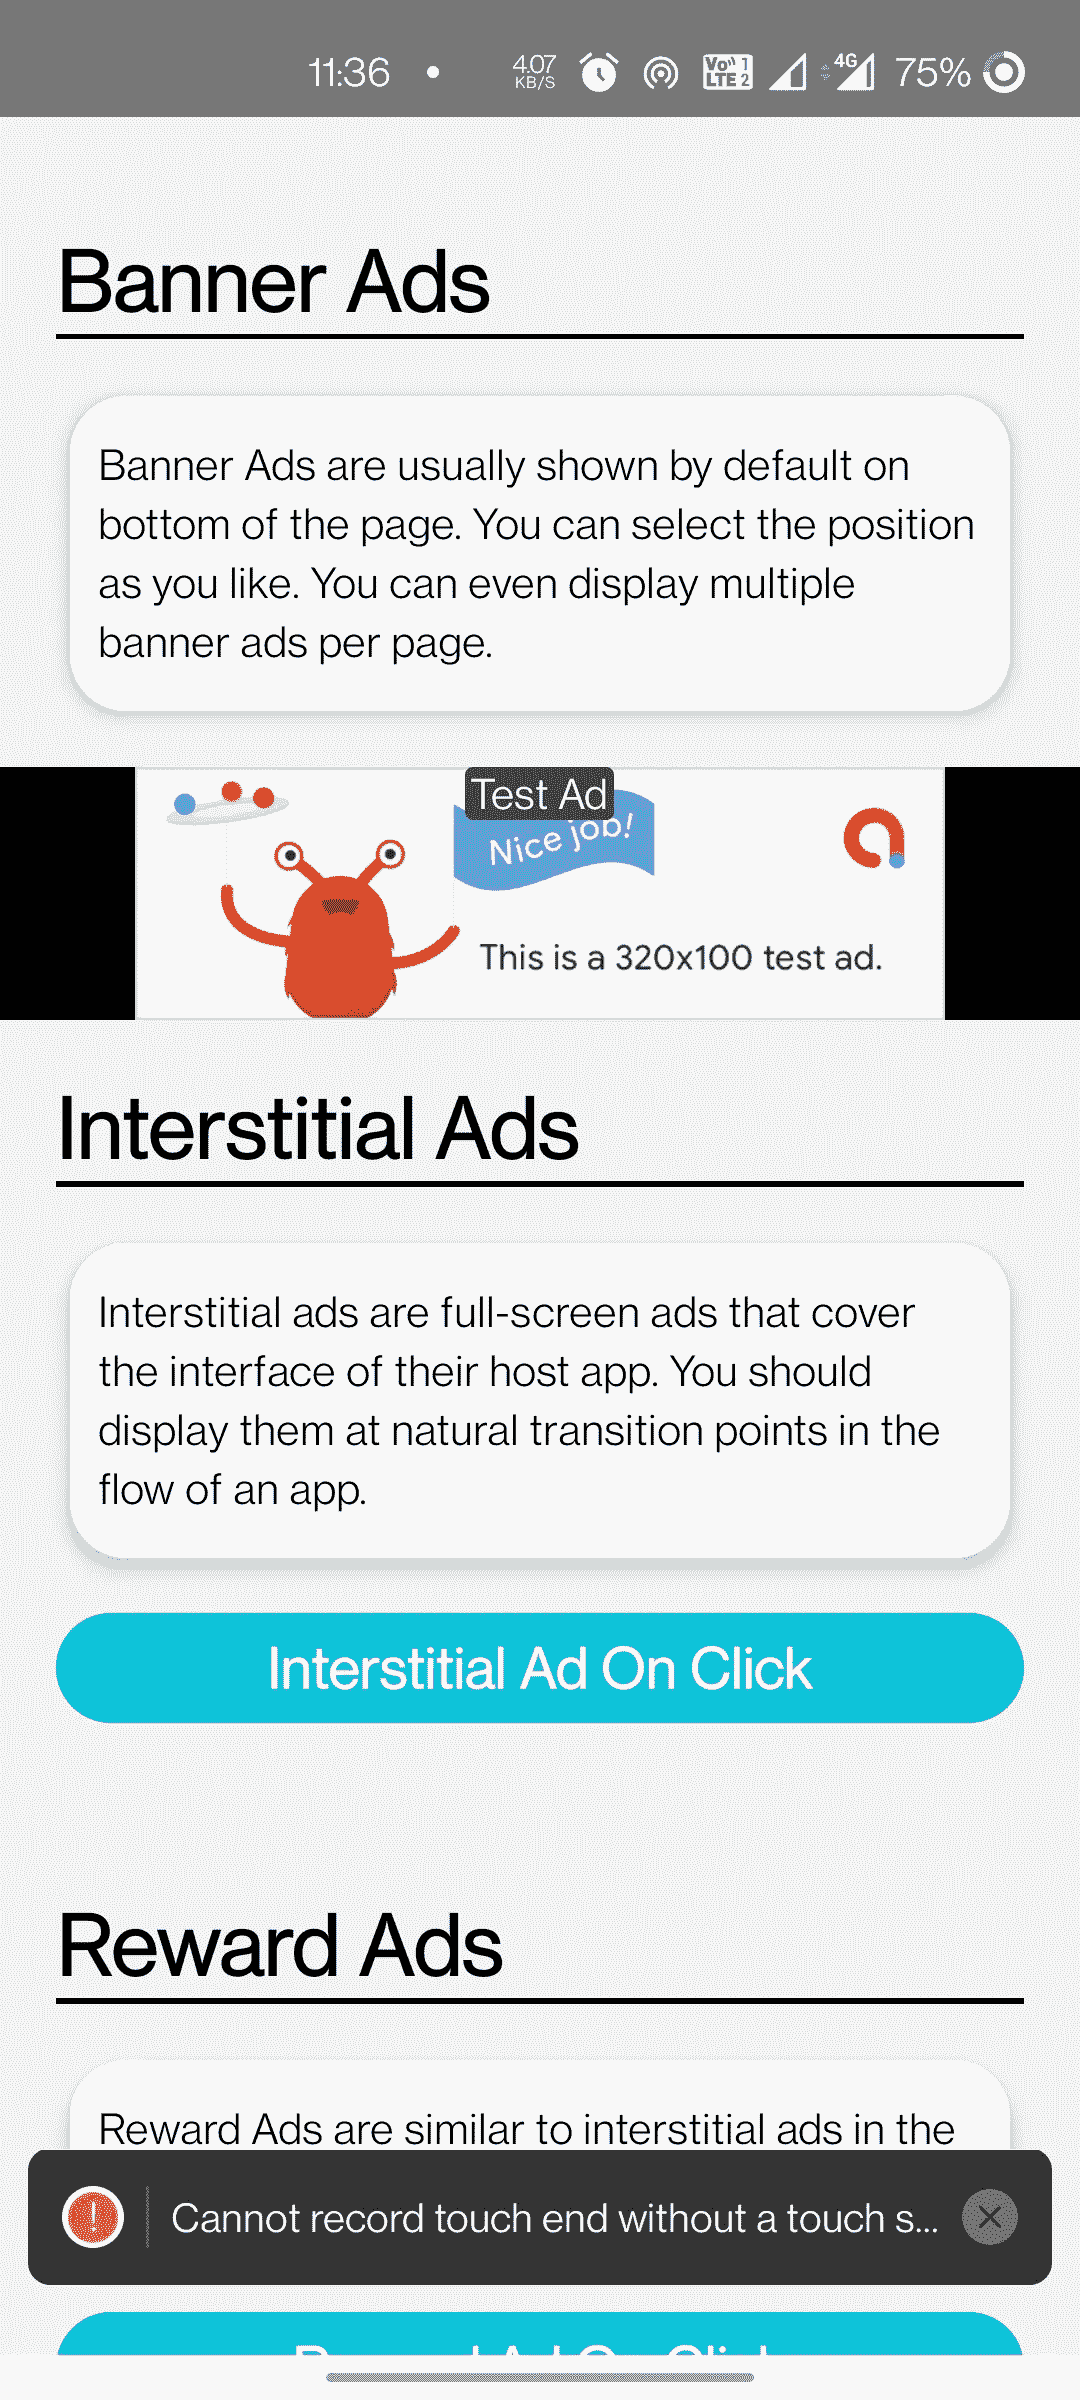 11:36
4.07
KB/S
Vo 1
LTE 2
4G
75%
Banner Ads
Banner Ads are usually shown by default on
bottom of the page. You can select the position
as you like. You can even display multiple
banner ads per page.
Test Ad
Nice job!
This is a 320x100 test ad.
Interstitial Ads
Interstitial ads are full-screen ads that cover
the interface of their host app. You should
display them at natural transition points in the
flow of an app.
Interstitial Ad On Click
Reward Ads
Reward Ads are similar to interstitial ads in the
Cannot record touch end without a touch s...
Reward Ad On Click